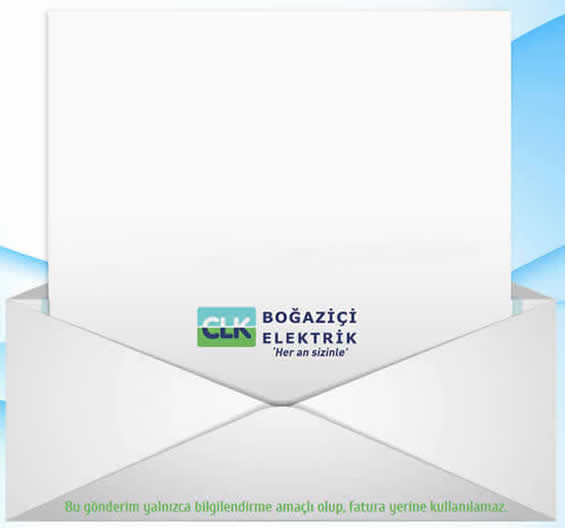 CLK
BOĞAZİÇİ
ELEKTRİK
'Her an sizinle'
Bu gönderim yalnızca bilgilendirme amaçlı olup, fatura yerine kullanılamaz.